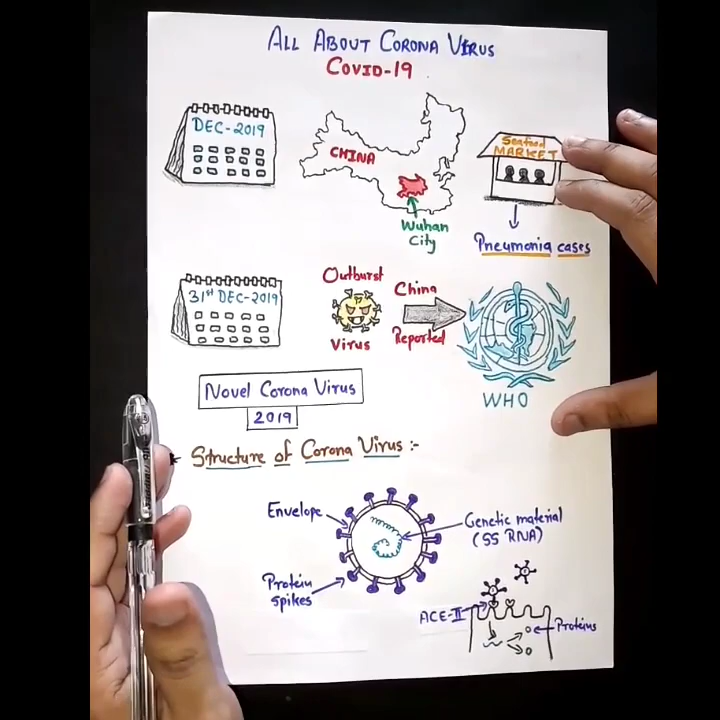 All About Corona Virus
Covid-19
DEC-2019
CHINA
Wuhan
City
Seafood
MARKET
Pneumonia cases
31st DEC-2019
Outburst
Virus
China
Reported
WHO
Novel Corona Virus
2019
Structure of Corona Virus :-
Envelope
Genetic material
(SS RNA)
Protein
spikes
ACE-II
Proteins